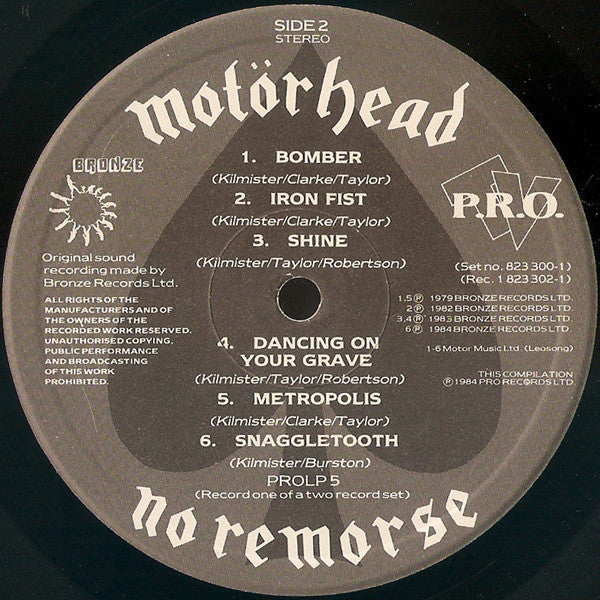 SIDE 2
STEREO
motörhead
1. BOMBER
(Kilmister/Clarke/Taylor)
2. IRON FIST
(Kilmister/Clarke/Taylor)
3. SHINE
(Kilmister/Taylor/Robertson)
BRONZE
Original sound
recording made by
Bronze Records Ltd.
ALL RIGHTS OF THE
MANUFACTURERS AND OF
THE OWNERS OF THE
RECORDED WORK RESERVED.
UNAUTHORISED COPYING,
PUBLIC PERFORMANCE
AND BROADCASTING
OF THIS WORK
PROHIBITED.
P.R.O.
(Set no. 823 300-1)
(Rec. 1 823 302-1)
1.5 ℗ 1979 BRONZE RECORDS LTD.
2 ℗ 1982 BRONZE RECORDS LTD.
3.4 ℗ 1983 BRONZE RECORDS LTD.
6 ℗ 1984 BRONZE RECORDS LTD.
1-6 Motor Music Ltd. (Leosong)
THIS COMPILATION
℗ 1984 PRO RECORDS LTD.
4. DANCING ON
YOUR GRAVE
(Kilmister/Taylor/Robertson)
5. METROPOLIS
(Kilmister/Clarke/Taylor)
6. SNAGGLETOOTH
(Kilmister/Burston)
PROLP 5
(Record one of a two record set)
no remorse